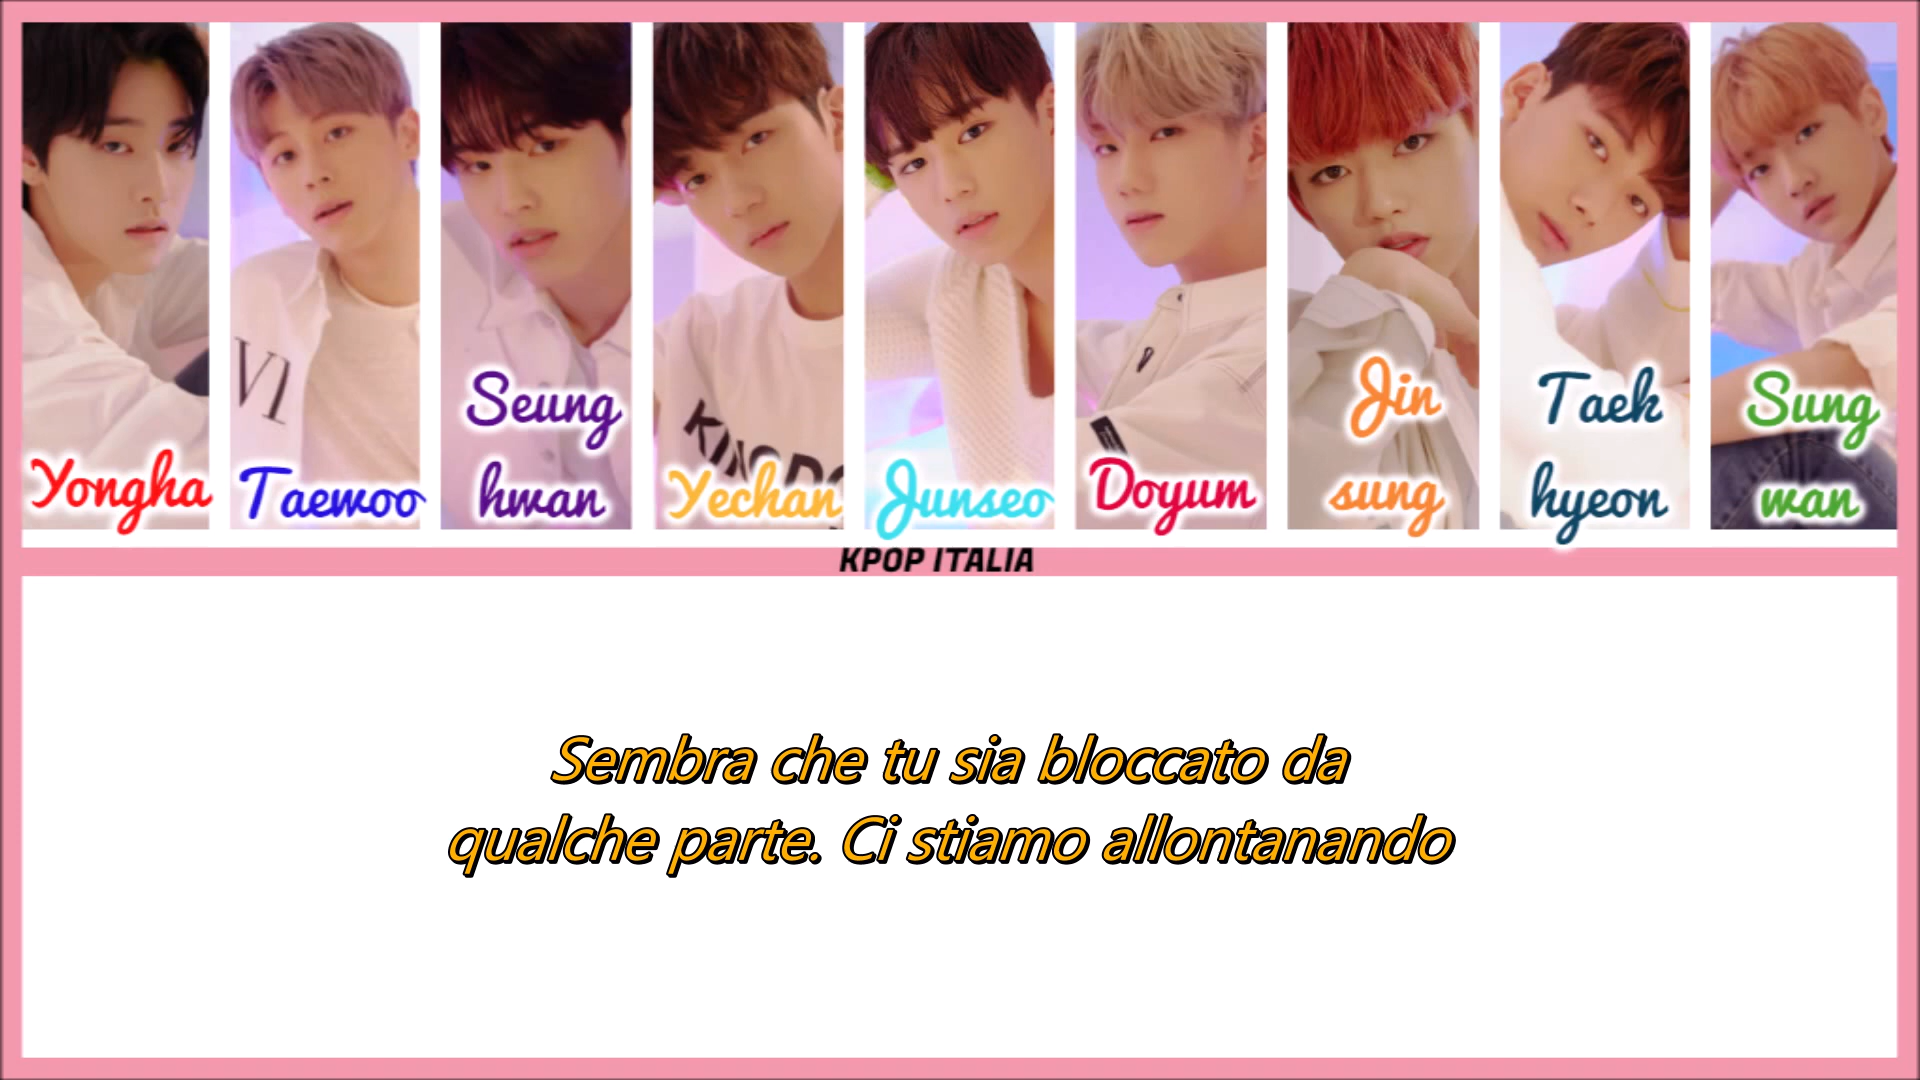 Yongha
Taewoo
Seung
hwan
Yechan
Junseo
Doyum
Jin
sung
Taek
hyeon
Sung
wan
VI
KPOP ITALIA
Sembra che tu sia bloccato da
qualche parte. Ci stiamo allontanando